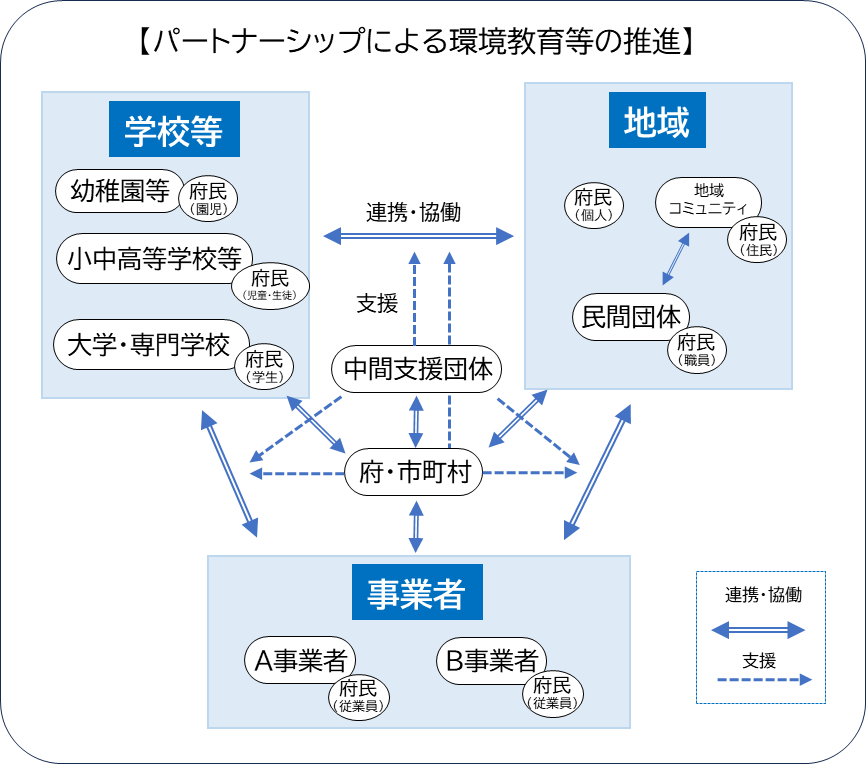 【パートナーシップによる環境教育等の推進】
学校等
幼稚園等
府民
（園児）
小中高等学校等
府民
（児童・生徒）
大学・専門学校
府民
（学生）
連携・協働
支援
地域
府民
（個人）
地域
コミュニティ
府民
（住民）
民間団体
府民
（職員）
中間支援団体
府・市町村
事業者
A事業者
府民
（従業員）
B事業者
府民
（従業員）
連携・協働
支援